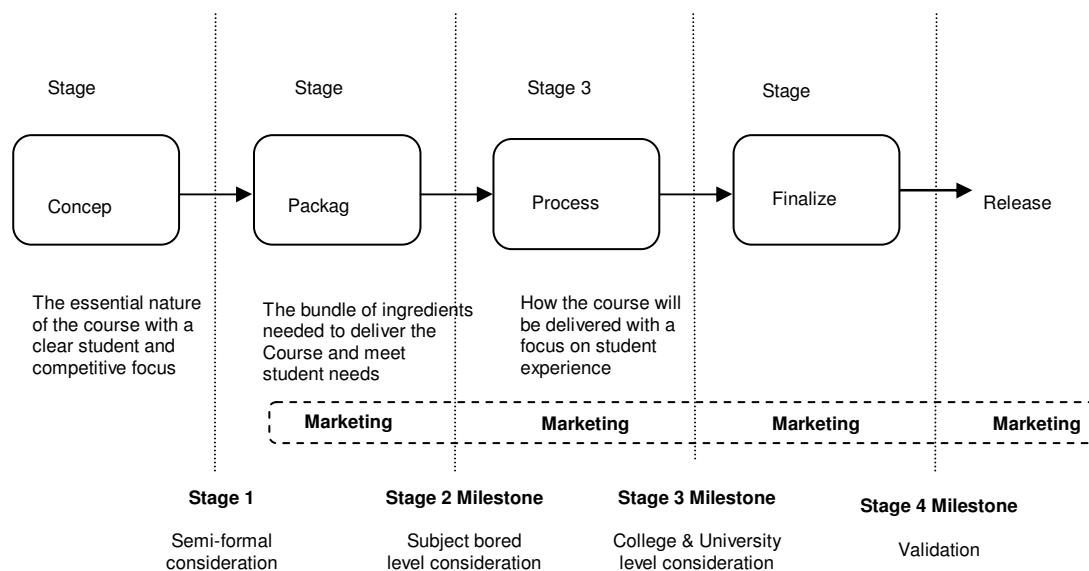 Stage
Stage
Stage 3
Stage
Concep
Packag
Process
Finalize
Release
The essential nature
of the course with a
clear student and
competitive focus
The bundle of ingredients
needed to deliver the
Course and meet
student needs
How the course will
be delivered with a
focus on student
experience
Marketing
Marketing
Marketing
Marketing
Stage 1
Semi-formal
consideration
Stage 2 Milestone
Subject bored
level consideration
Stage 3 Milestone
College & University
level consideration
Stage 4 Milestone
Validation